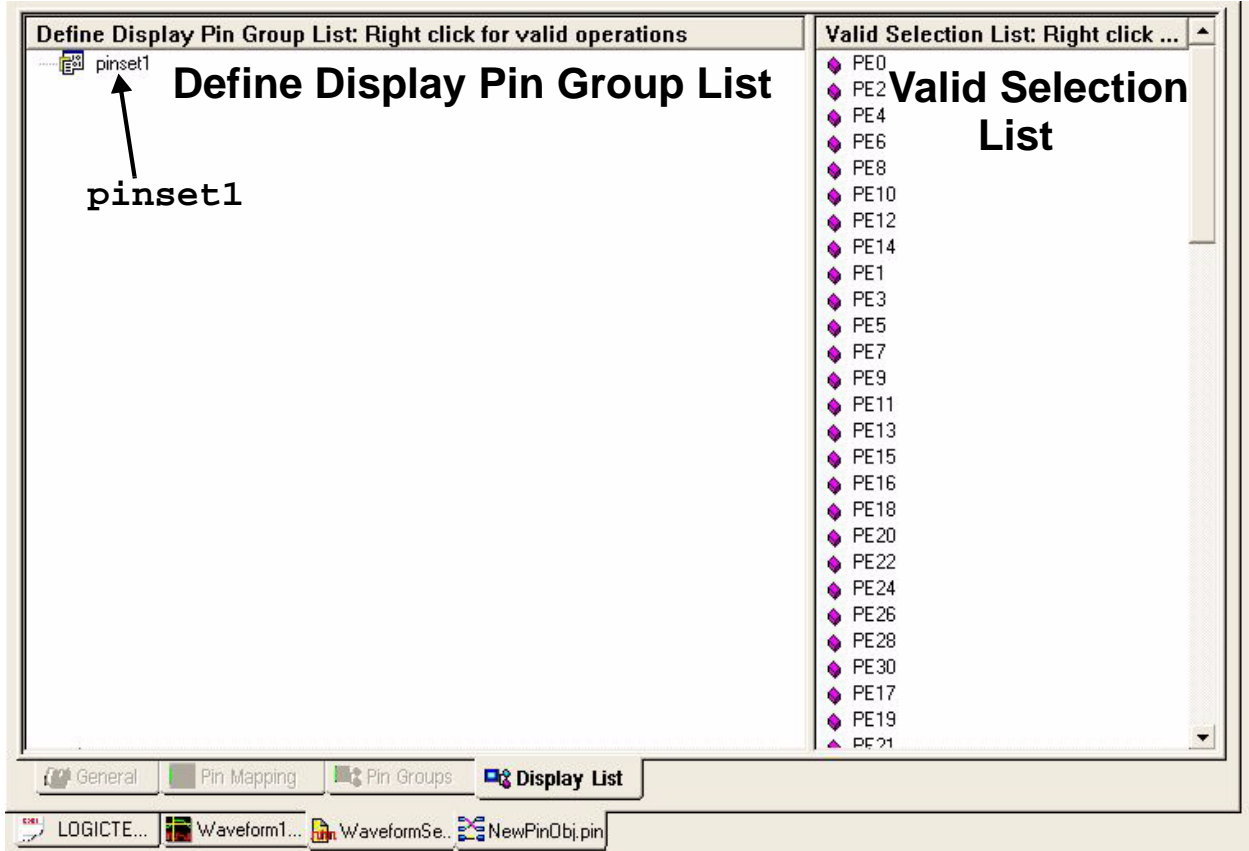 Define Display Pin Group List: Right click for valid operations
pinset1
Define Display Pin Group List
pinset1
Valid Selection List: Right click ...
Valid Selection
List
PE0
PE2
PE4
PE6
PE8
PE10
PE12
PE14
PE1
PE3
PE5
PE7
PE9
PE11
PE13
PE15
PE16
PE18
PE20
PE22
PE24
PE26
PE28
PE30
PE17
PE19
PE21
General
Pin Mapping
Pin Groups
Display List
LOGICTE...
Waveform1...
WaveformSe..
NewPinObj.pin